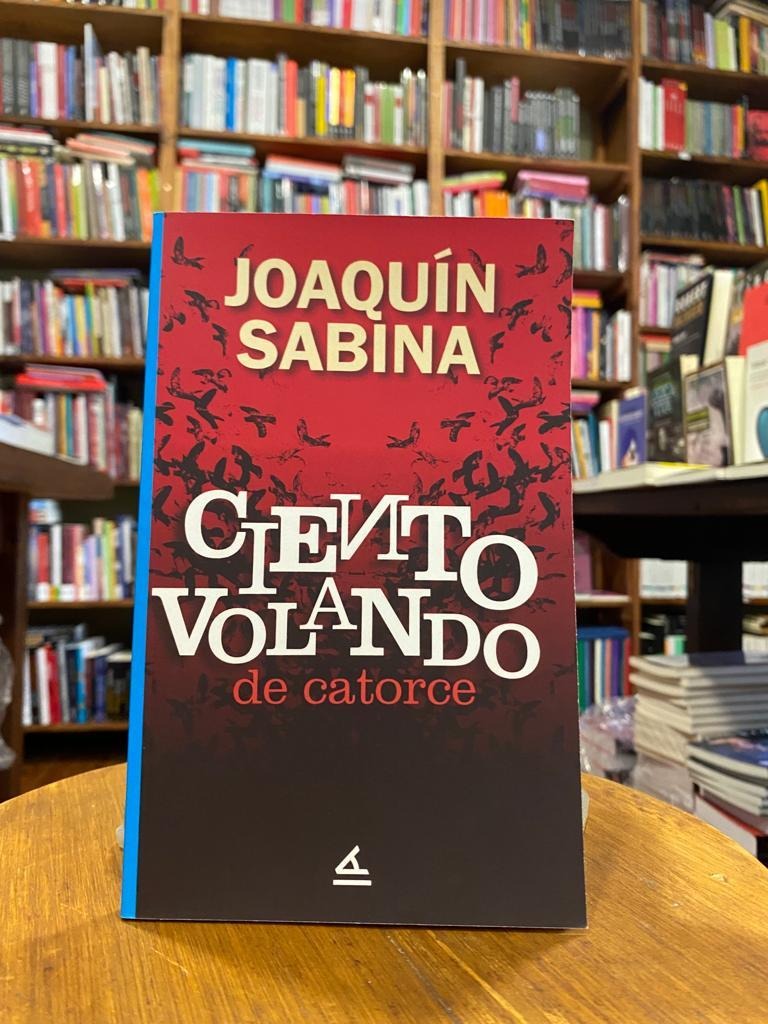 JOAQUÍN
SABINA
CIENTO
VOLANDO
de catorce